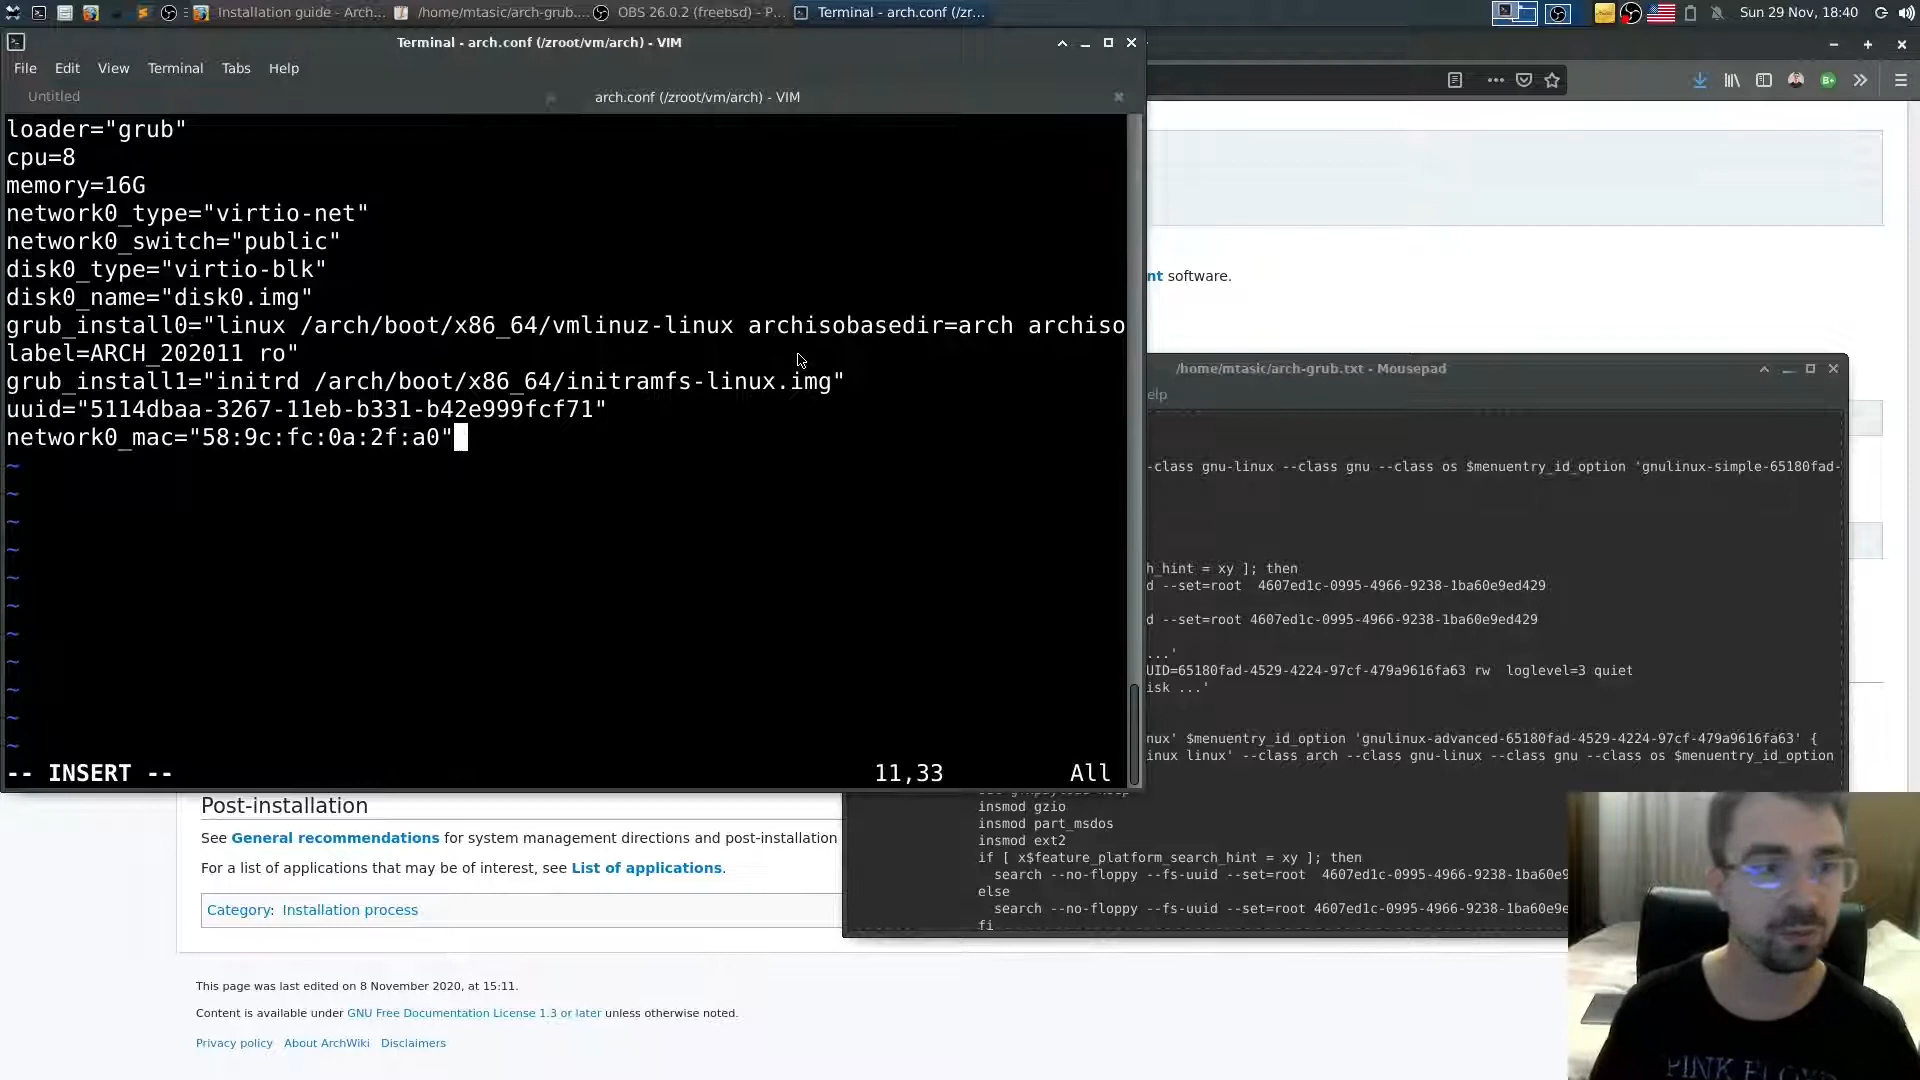 Installation guide - Arch...
/home/mtasic/arch-grub....
OBS 26.0.2 (freebsd) - P...
Terminal - arch.conf (/zr...
Sun 29 Nov, 18:40
Terminal - arch.conf (/zroot/vm/arch) - VIM
File Edit View Terminal Tabs Help
Untitled
arch.conf (/zroot/vm/arch) - VIM
loader="grub"
cpu=8
memory=16G
network0_type="virtio-net"
network0_switch="public"
disk0_type="virtio-blk"
disk0_name="disk0.img"
grub_install0="linux /arch/boot/x86_64/vmlinuz-linux archisobasedir=arch archiso
label=ARCH_202011 ro"
grub_install1="initrd /arch/boot/x86_64/initramfs-linux.img"
uuid="5114dbaa-3267-11eb-b331-b42e999fcf71"
network0_mac="58:9c:fc:0a:2f:a0"
~
~
~
~
~
~
~
~
~
~
~
-- INSERT --
11,33
All
nt software.
/home/mtasic/arch-grub.txt - Mousepad
elp
-class gnu-linux --class gnu --class os $menuentry_id_option 'gnulinux-simple-65180fad-
h_hint = xy ]; then
d --set=root  4607ed1c-0995-4966-9238-1ba60e9ed429
d --set=root 4607ed1c-0995-4966-9238-1ba60e9ed429
...'
UID=65180fad-4529-4224-97cf-479a9616fa63 rw  loglevel=3 quiet
isk ...'
nux' $menuentry_id_option 'gnulinux-advanced-65180fad-4529-4224-97cf-479a9616fa63' {
inux linux' --class arch --class gnu-linux --class gnu --class os $menuentry_id_option
insmod gzio
insmod part_msdos
insmod ext2
if [ x$feature_platform_search_hint = xy ]; then
search --no-floppy --fs-uuid --set=root  4607ed1c-0995-4966-9238-1ba60e9
else
search --no-floppy --fs-uuid --set=root 4607ed1c-0995-4966-9238-1ba60e9e
fi
Post-installation
See General recommendations for system management directions and post-installation
For a list of applications that may be of interest, see List of applications.
Category: Installation process
This page was last edited on 8 November 2020, at 15:11.
Content is available under GNU Free Documentation License 1.3 or later unless otherwise noted.
Privacy policy About ArchWiki Disclaimers
PINK FLOYD